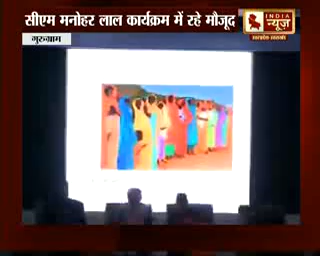 सीएम मनोहर लाल कार्यक्रम में रहे मौजूद
INDIA
न्यूज़
गुरुग्राम